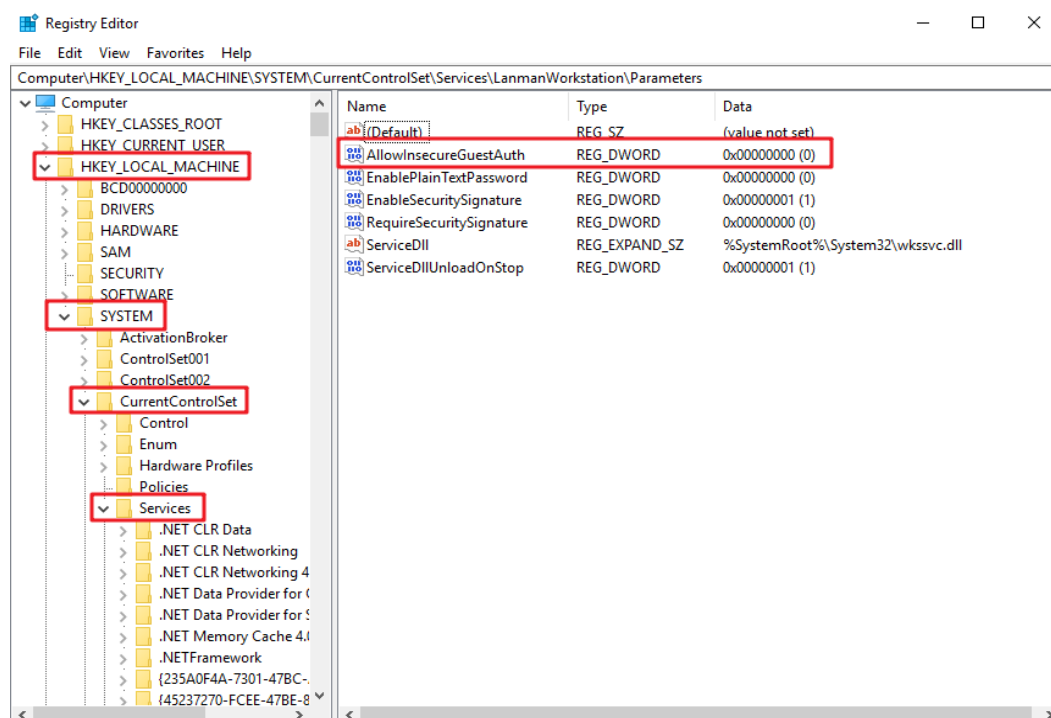 Registry Editor
File Edit View Favorites Help
Computer\HKEY_LOCAL_MACHINE\SYSTEM\CurrentControlSet\Services\LanmanWorkstation\Parameters
Computer
HKEY_CLASSES_ROOT
HKEY_CURRENT_USER
HKEY_LOCAL_MACHINE
BCD00000000
DRIVERS
HARDWARE
SAM
SECURITY
SOFTWARE
SYSTEM
ActivationBroker
ControlSet001
ControlSet002
CurrentControlSet
Control
Enum
Hardware Profiles
Policies
Services
.NET CLR Data
.NET CLR Networking
.NET CLR Networking 4
.NET Data Provider for
.NET Data Provider for
.NET Memory Cache 4.0
.NETFramework
{235A0F4A-7301-47BC-
{45237270-FCEE-47BE-8
Name Type Data
(Default) REG_SZ (value not set)
AllowInsecureGuestAuth REG_DWORD 0x00000000 (0)
EnablePlainTextPassword REG_DWORD 0x00000000 (0)
EnableSecuritySignature REG_DWORD 0x00000001 (1)
RequireSecuritySignature REG_DWORD 0x00000000 (0)
ServiceDll REG_EXPAND_SZ %SystemRoot%\System32\wkssvc.dll
ServiceDllUnloadOnStop REG_DWORD 0x00000001 (1)